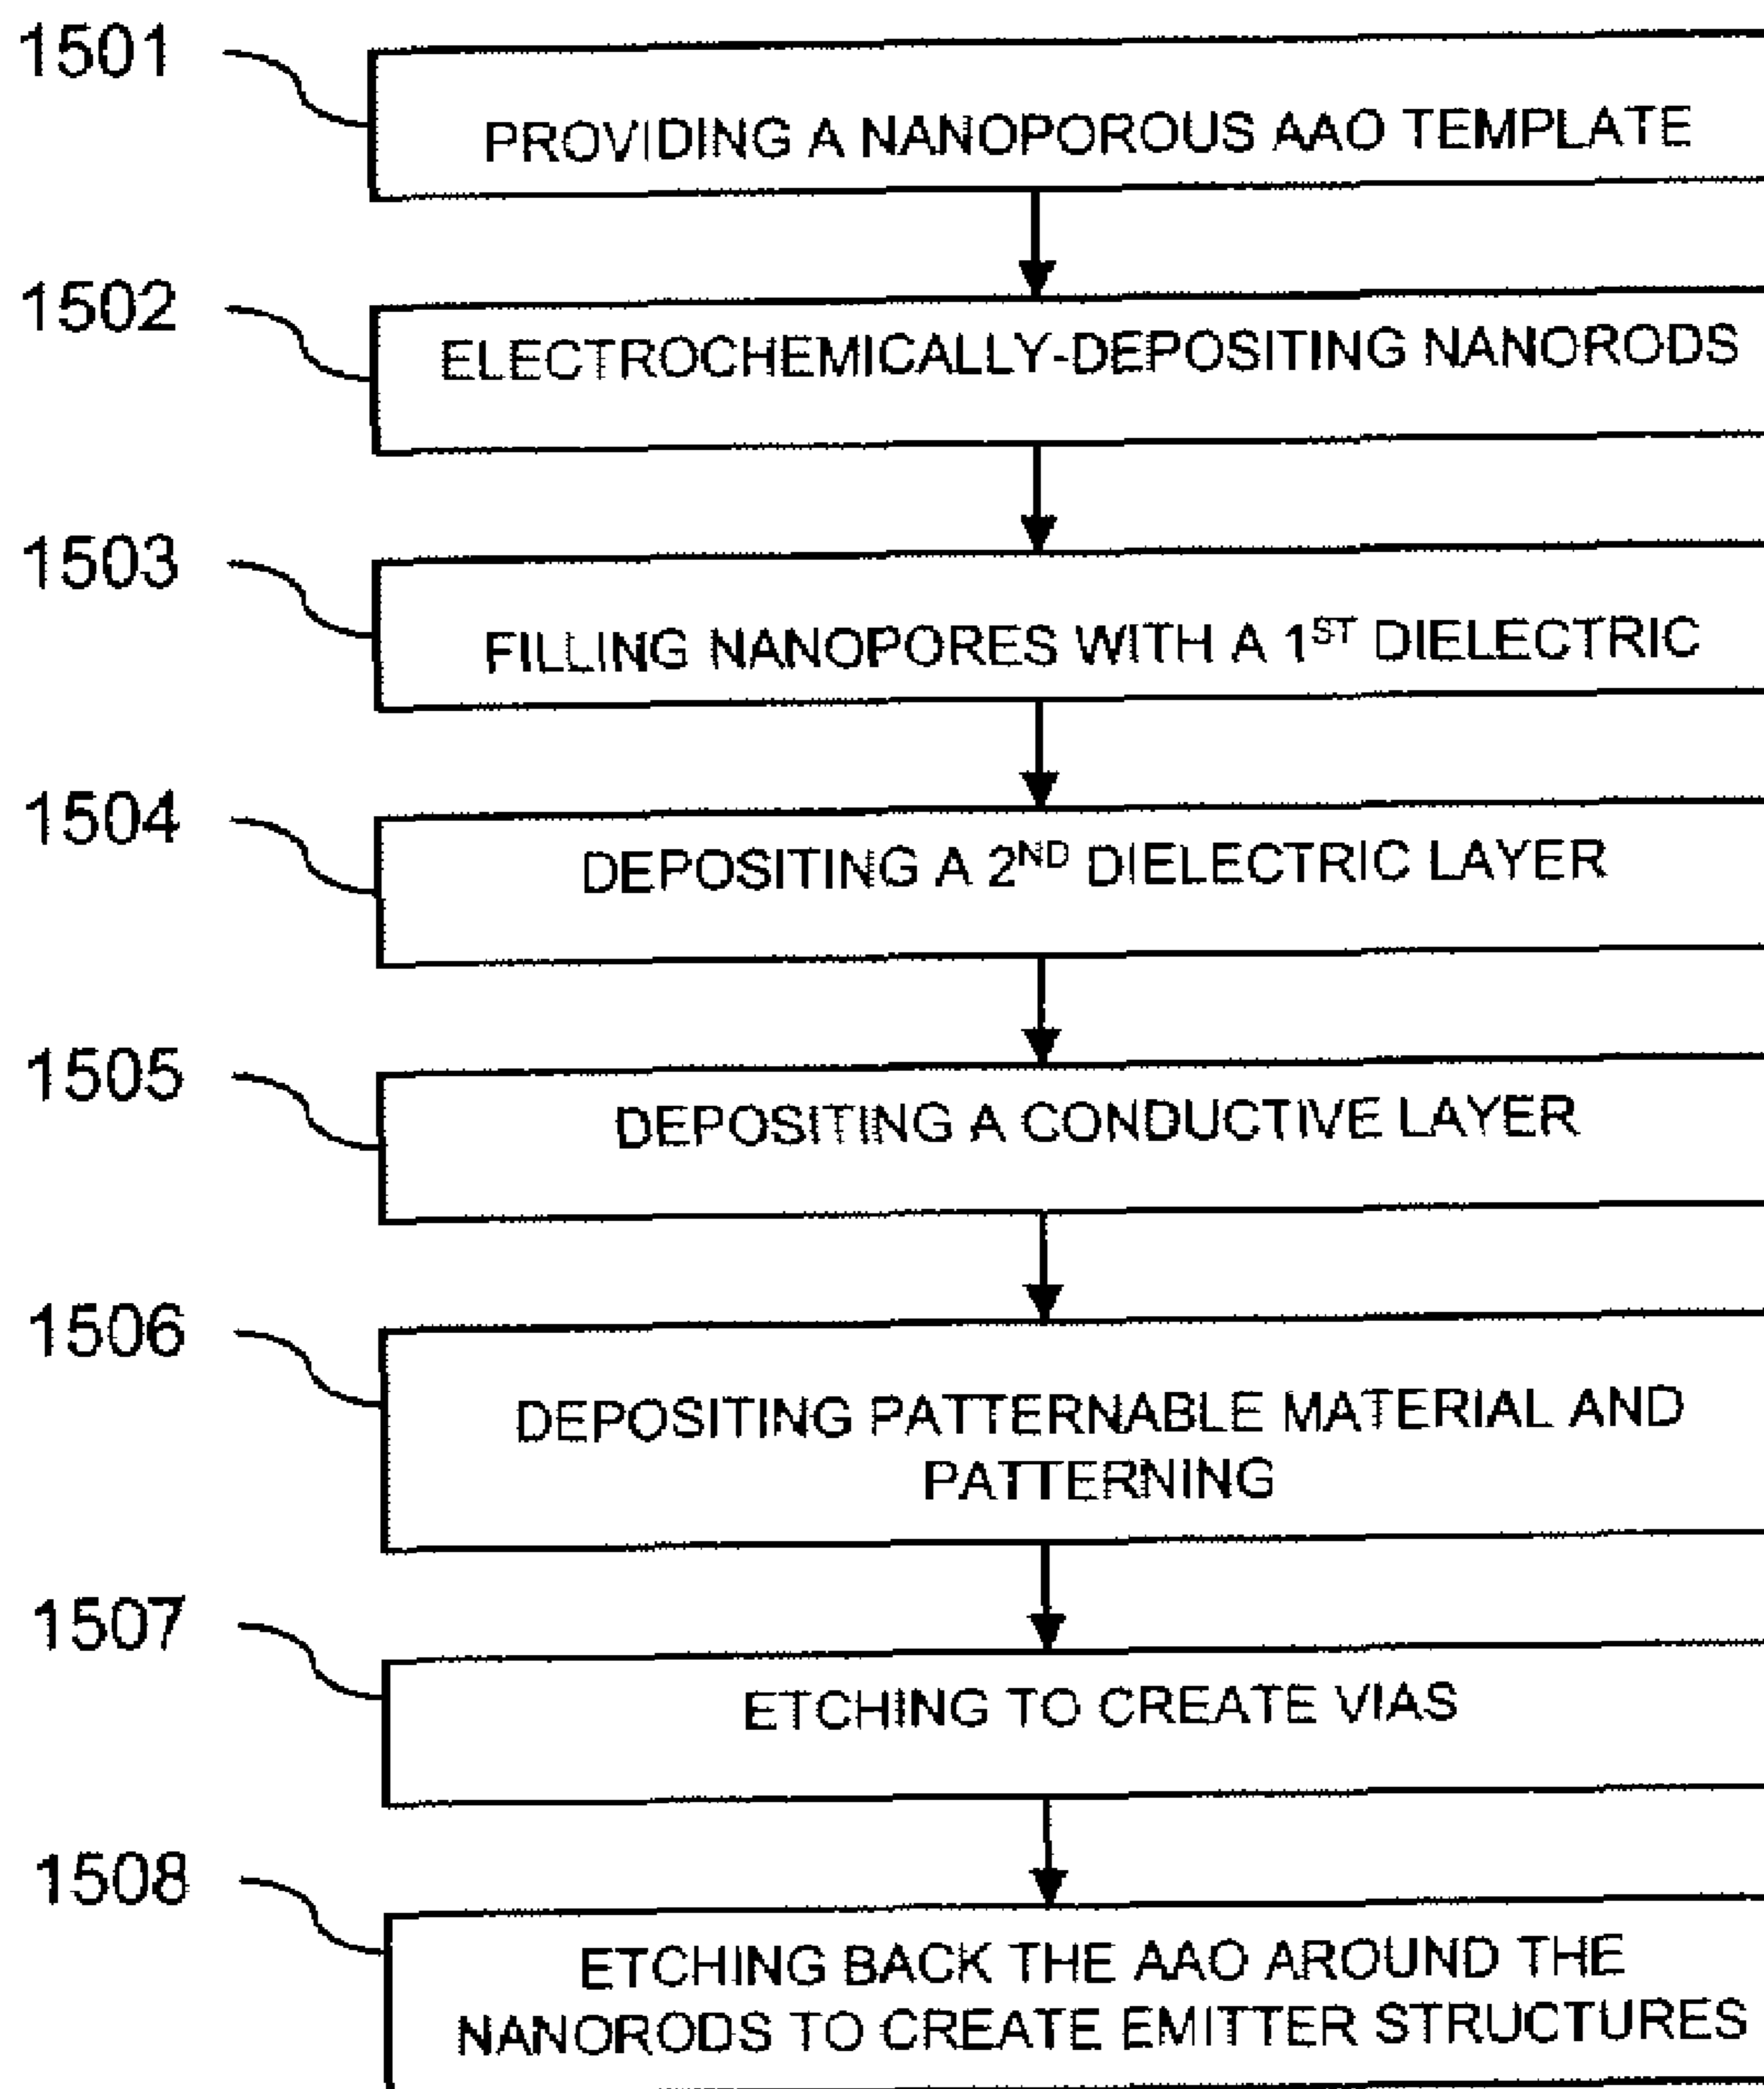 1501
PROVIDING A NANOPOROUS AAO TEMPLATE
1502
ELECTROCHEMICALLY-DEPOSITING NANORODS
1503
FILLING NANOPORES WITH A 1ST DIELECTRIC
1504
DEPOSITING A 2ND DIELECTRIC LAYER
1505
DEPOSITING A CONDUCTIVE LAYER
1506
DEPOSITING PATTERNABLE MATERIAL AND
PATTERNING
1507
ETCHING TO CREATE VIAS
1508
ETCHING BACK THE AAO AROUND THE
NANORODS TO CREATE EMITTER STRUCTURES